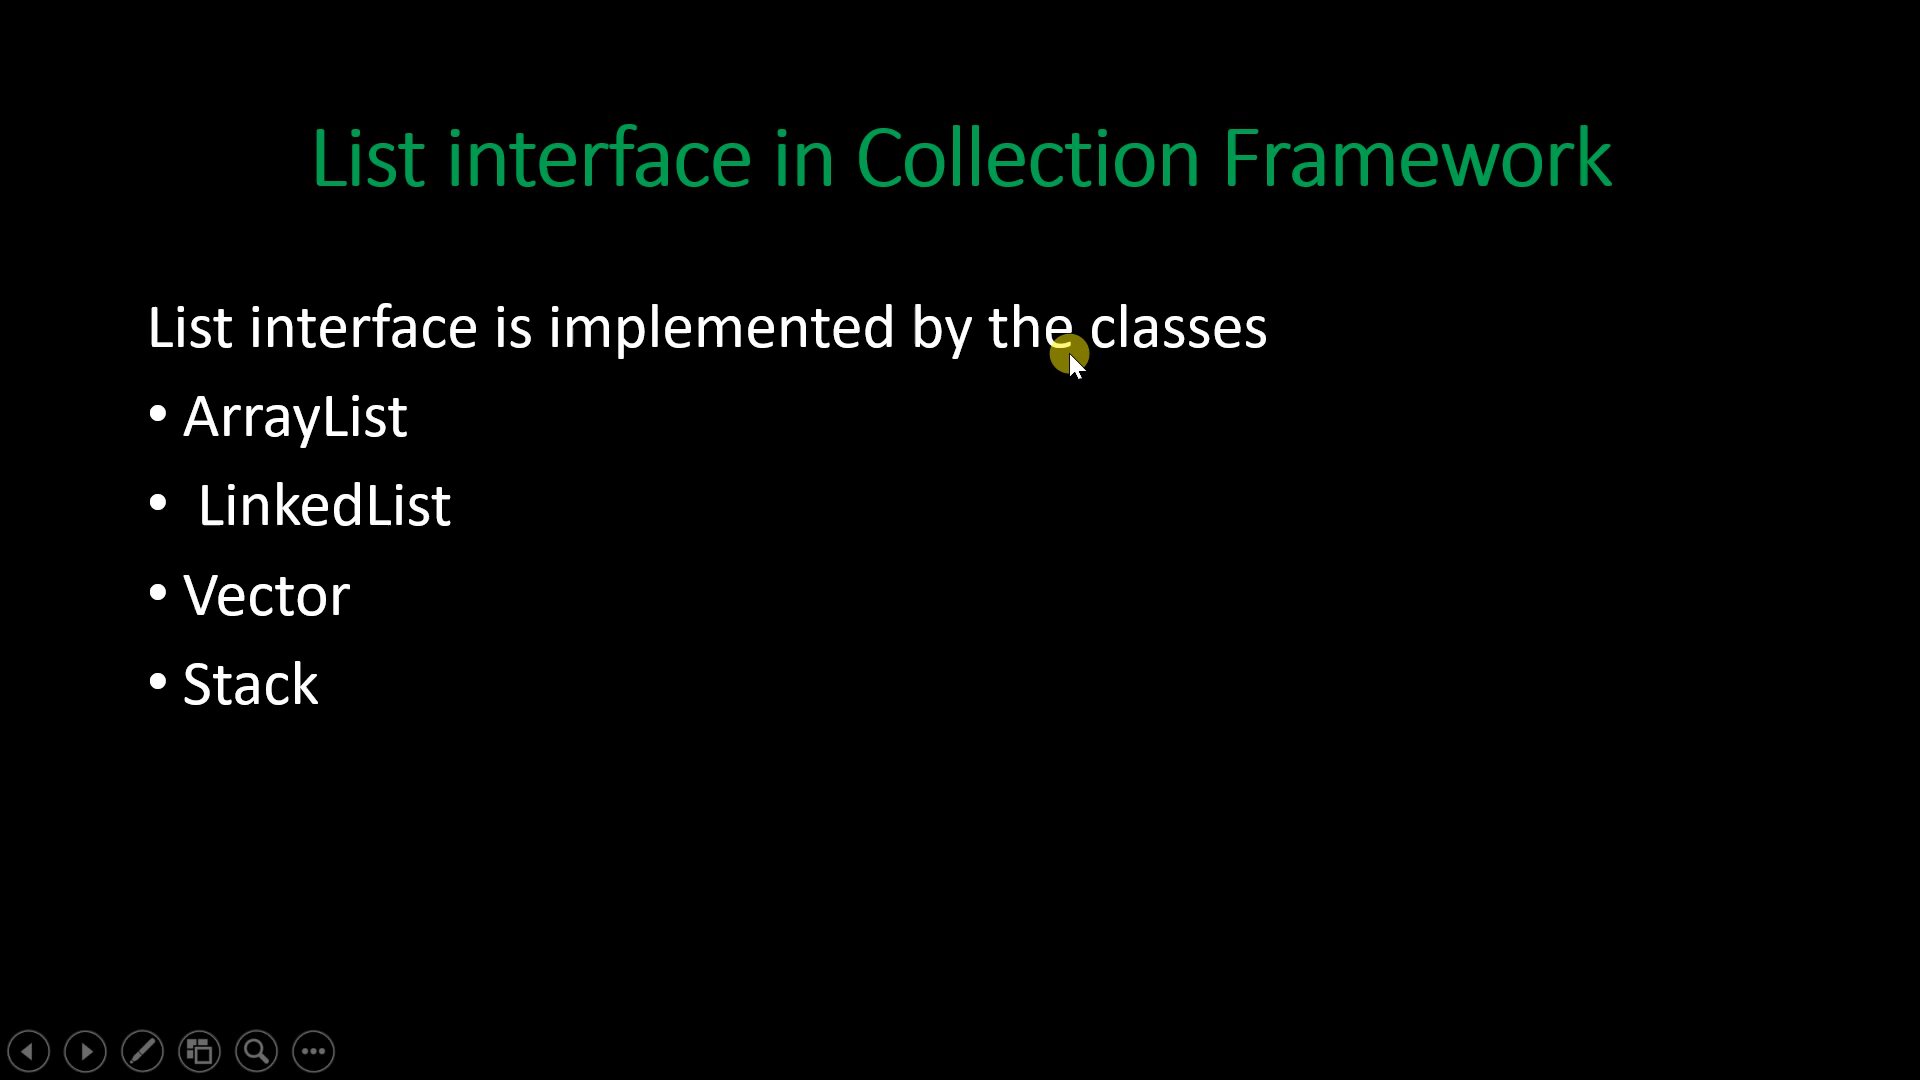 List interface in Collection Framework
List interface is implemented by the classes
• ArrayList
• LinkedList
• Vector
• Stack